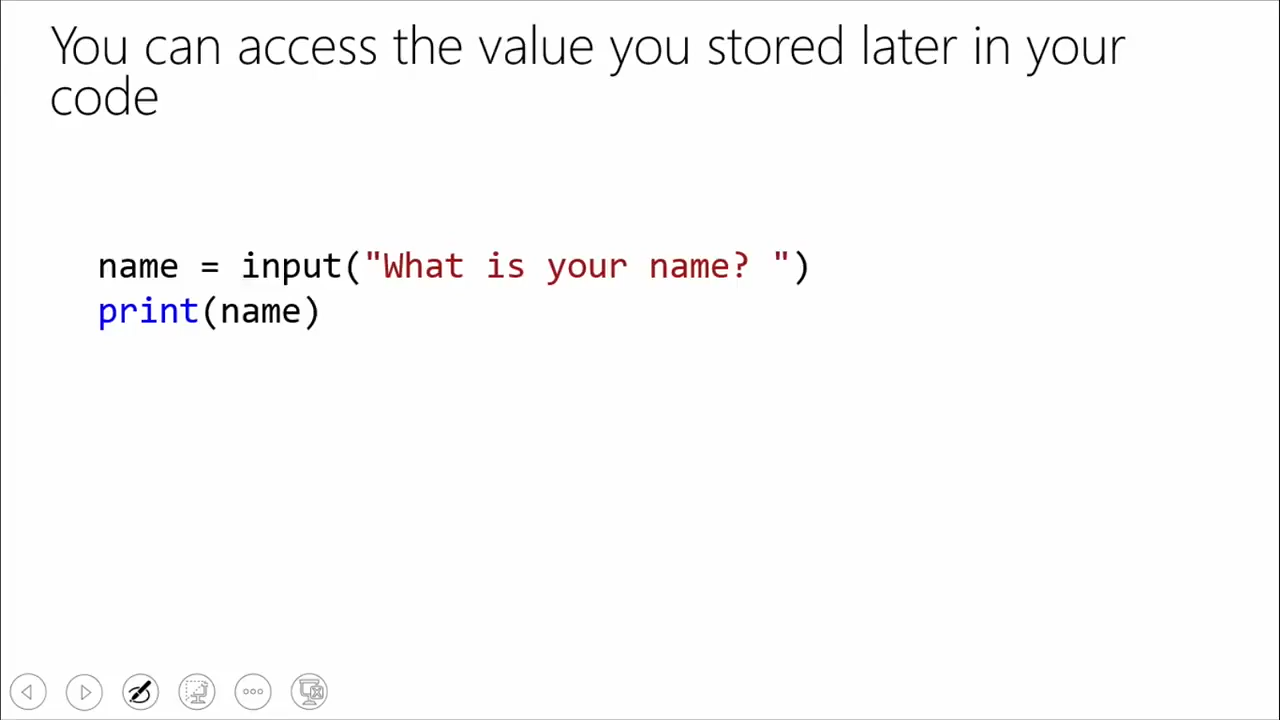 You can access the value you stored later in your
code
name = input("What is your name? ")
print(name)